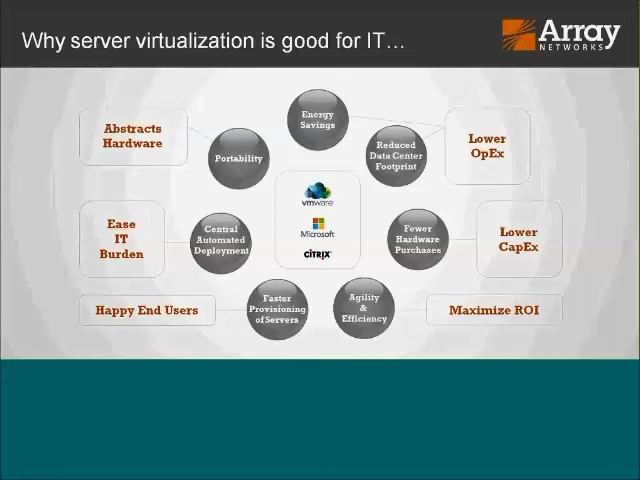 Why server virtualization is good for IT…
Array
NETWORKS
Energy
Savings
Abstracts
Hardware
Portability
Reduced
Data Center
Footprint
Lower
OpEx
vmware
Microsoft
CITRIX
Ease
IT
Burden
Central
Automated
Deployment
Fewer
Hardware
Purchases
Lower
CapEx
Happy End Users
Faster
Provisioning
of Servers
Agility
&
Efficiency
Maximize ROI